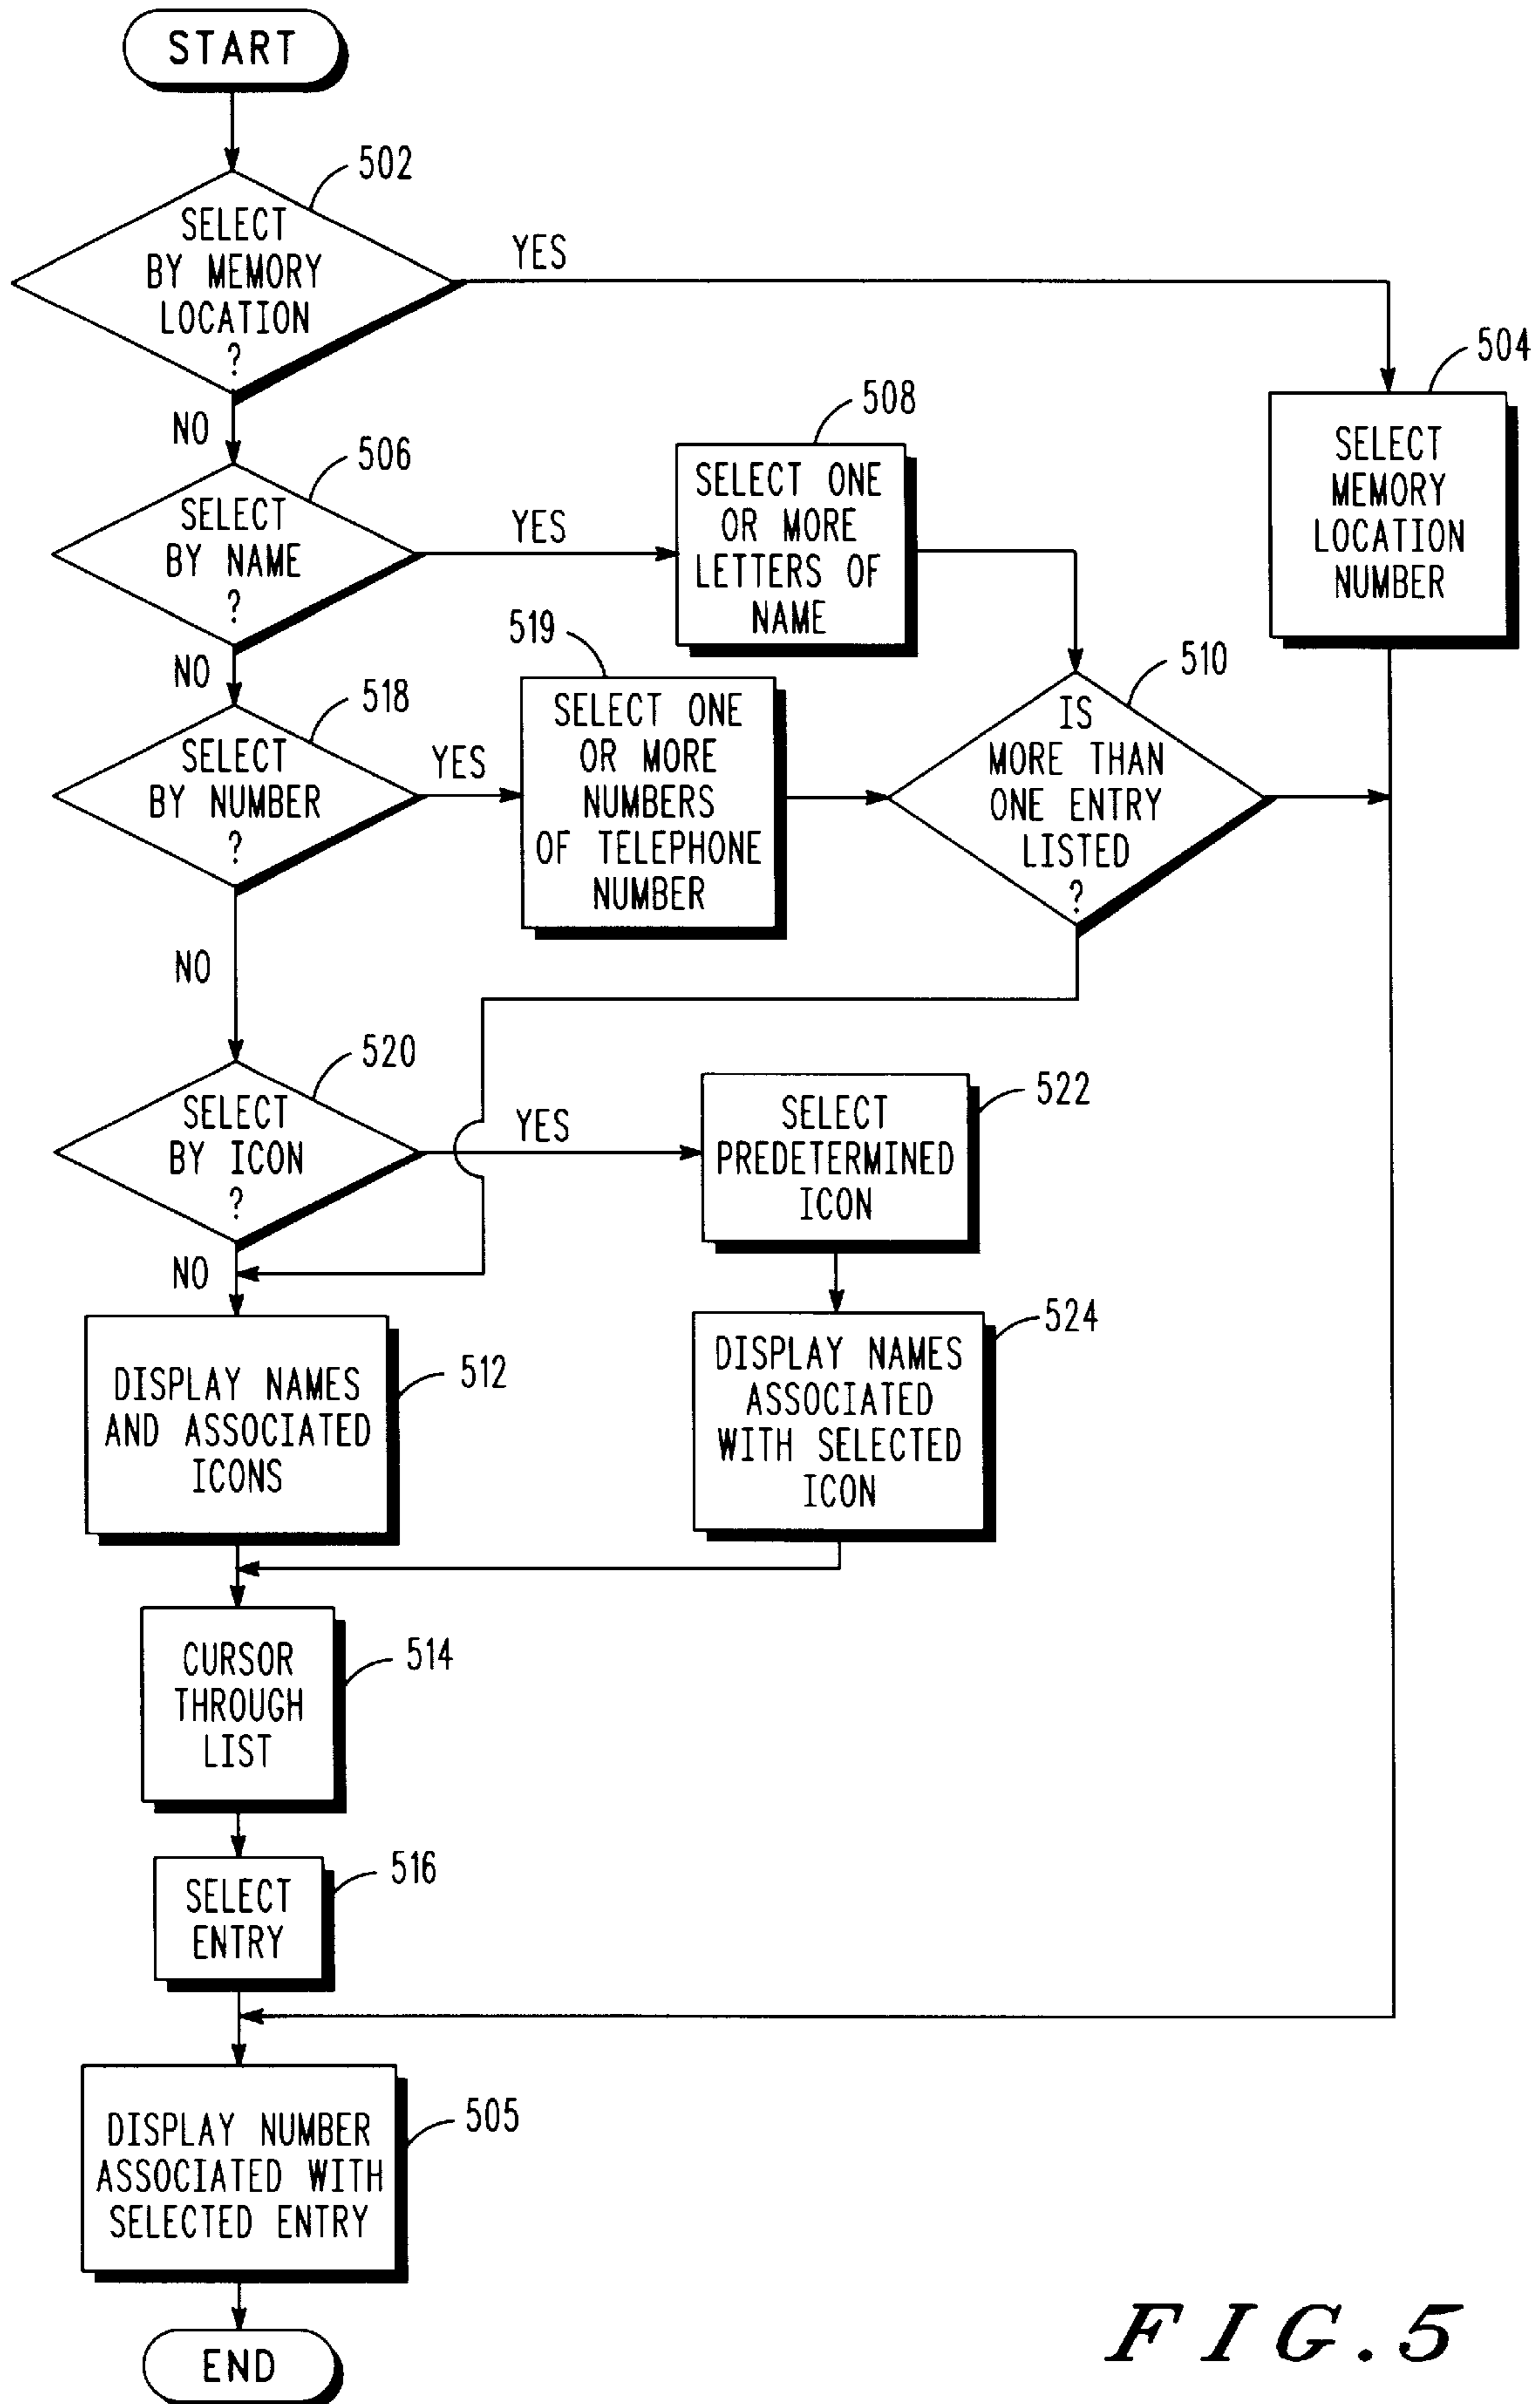 START
502
SELECT
BY MEMORY
LOCATION
?
YES
NO
504
SELECT
MEMORY
LOCATION
NUMBER
506
SELECT
BY NAME
?
YES
NO
508
SELECT ONE
OR MORE
LETTERS OF
NAME
518
SELECT
BY NUMBER
?
YES
NO
519
SELECT ONE
OR MORE
NUMBERS
OF TELEPHONE
NUMBER
510
IS
MORE THAN
ONE ENTRY
LISTED
?
520
SELECT
BY ICON
?
YES
NO
522
SELECT
PREDETERMINED
ICON
524
DISPLAY NAMES
ASSOCIATED
WITH SELECTED
ICON
512
DISPLAY NAMES
AND ASSOCIATED
ICONS
514
CURSOR
THROUGH
LIST
516
SELECT
ENTRY
505
DISPLAY NUMBER
ASSOCIATED WITH
SELECTED ENTRY
END
FIG.5